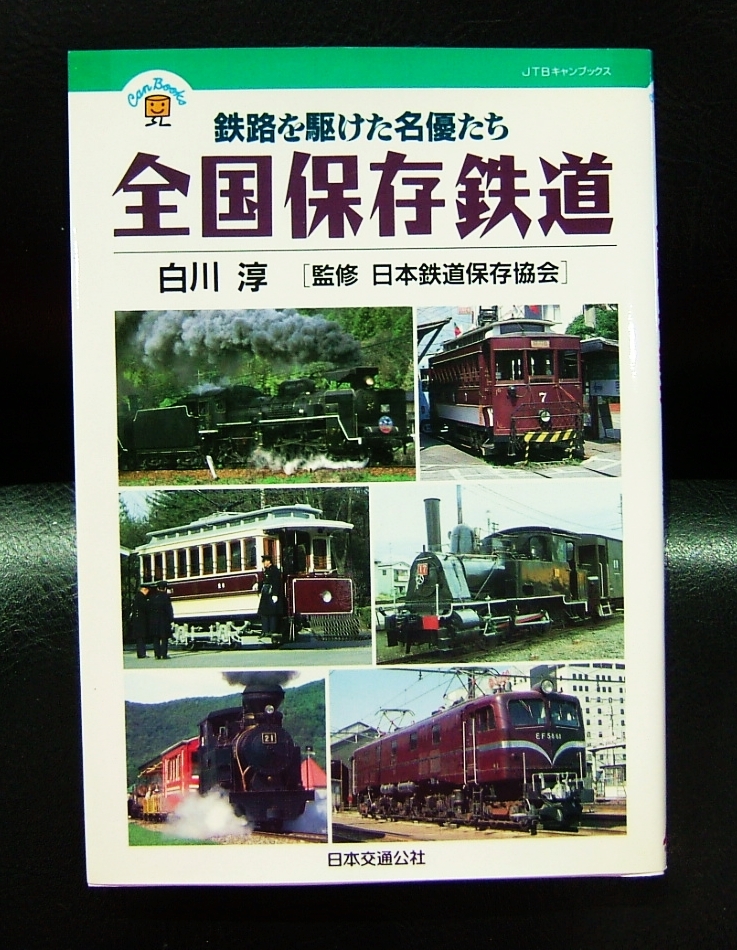 JTBキャンブックス
Can Books
鉄路を駆けた名優たち
全国保存鉄道
白川 淳 [監修 日本鉄道保存協会]
7
17
21
日本交通公社